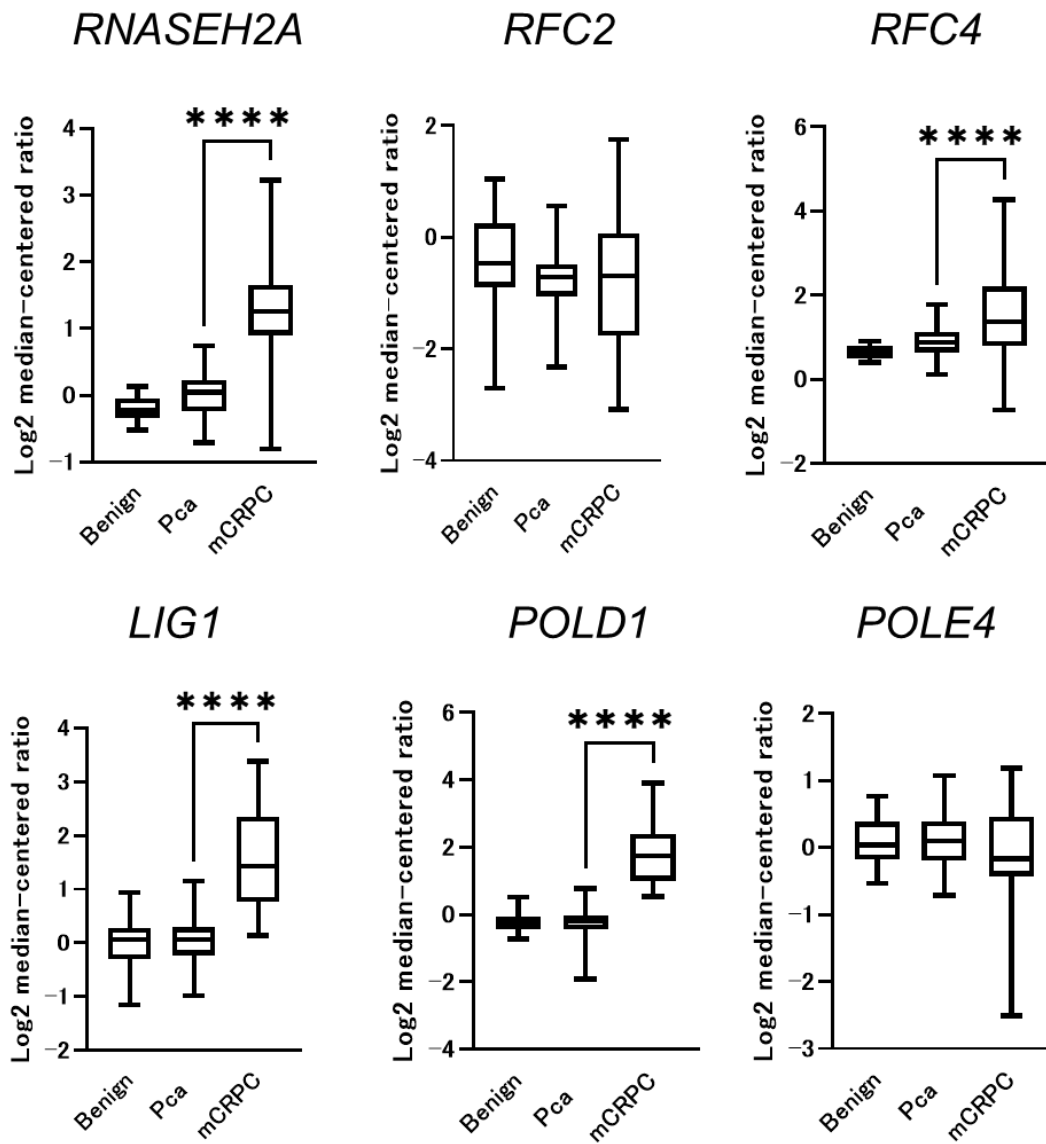 RNASEH2A
RFC2
RFC4
Log2 median-centered ratio
4
3
2
1
0
-1
****
Benign
Pca
mCRPC
Log2 median-centered ratio
2
0
-2
-4
Benign
Pca
mCRPC
Log2 median-centered ratio
6
4
2
0
-2
****
Benign
Pca
mCRPC
LIG1
POLD1
POLE4
Log2 median-centered ratio
4
3
2
1
0
-1
-2
****
Benign
Pca
mCRPC
Log2 median-centered ratio
6
4
2
0
-2
-4
****
Benign
Pca
mCRPC
Log2 median-centered ratio
2
1
0
-1
-2
-3
Benign
Pca
mCRPC